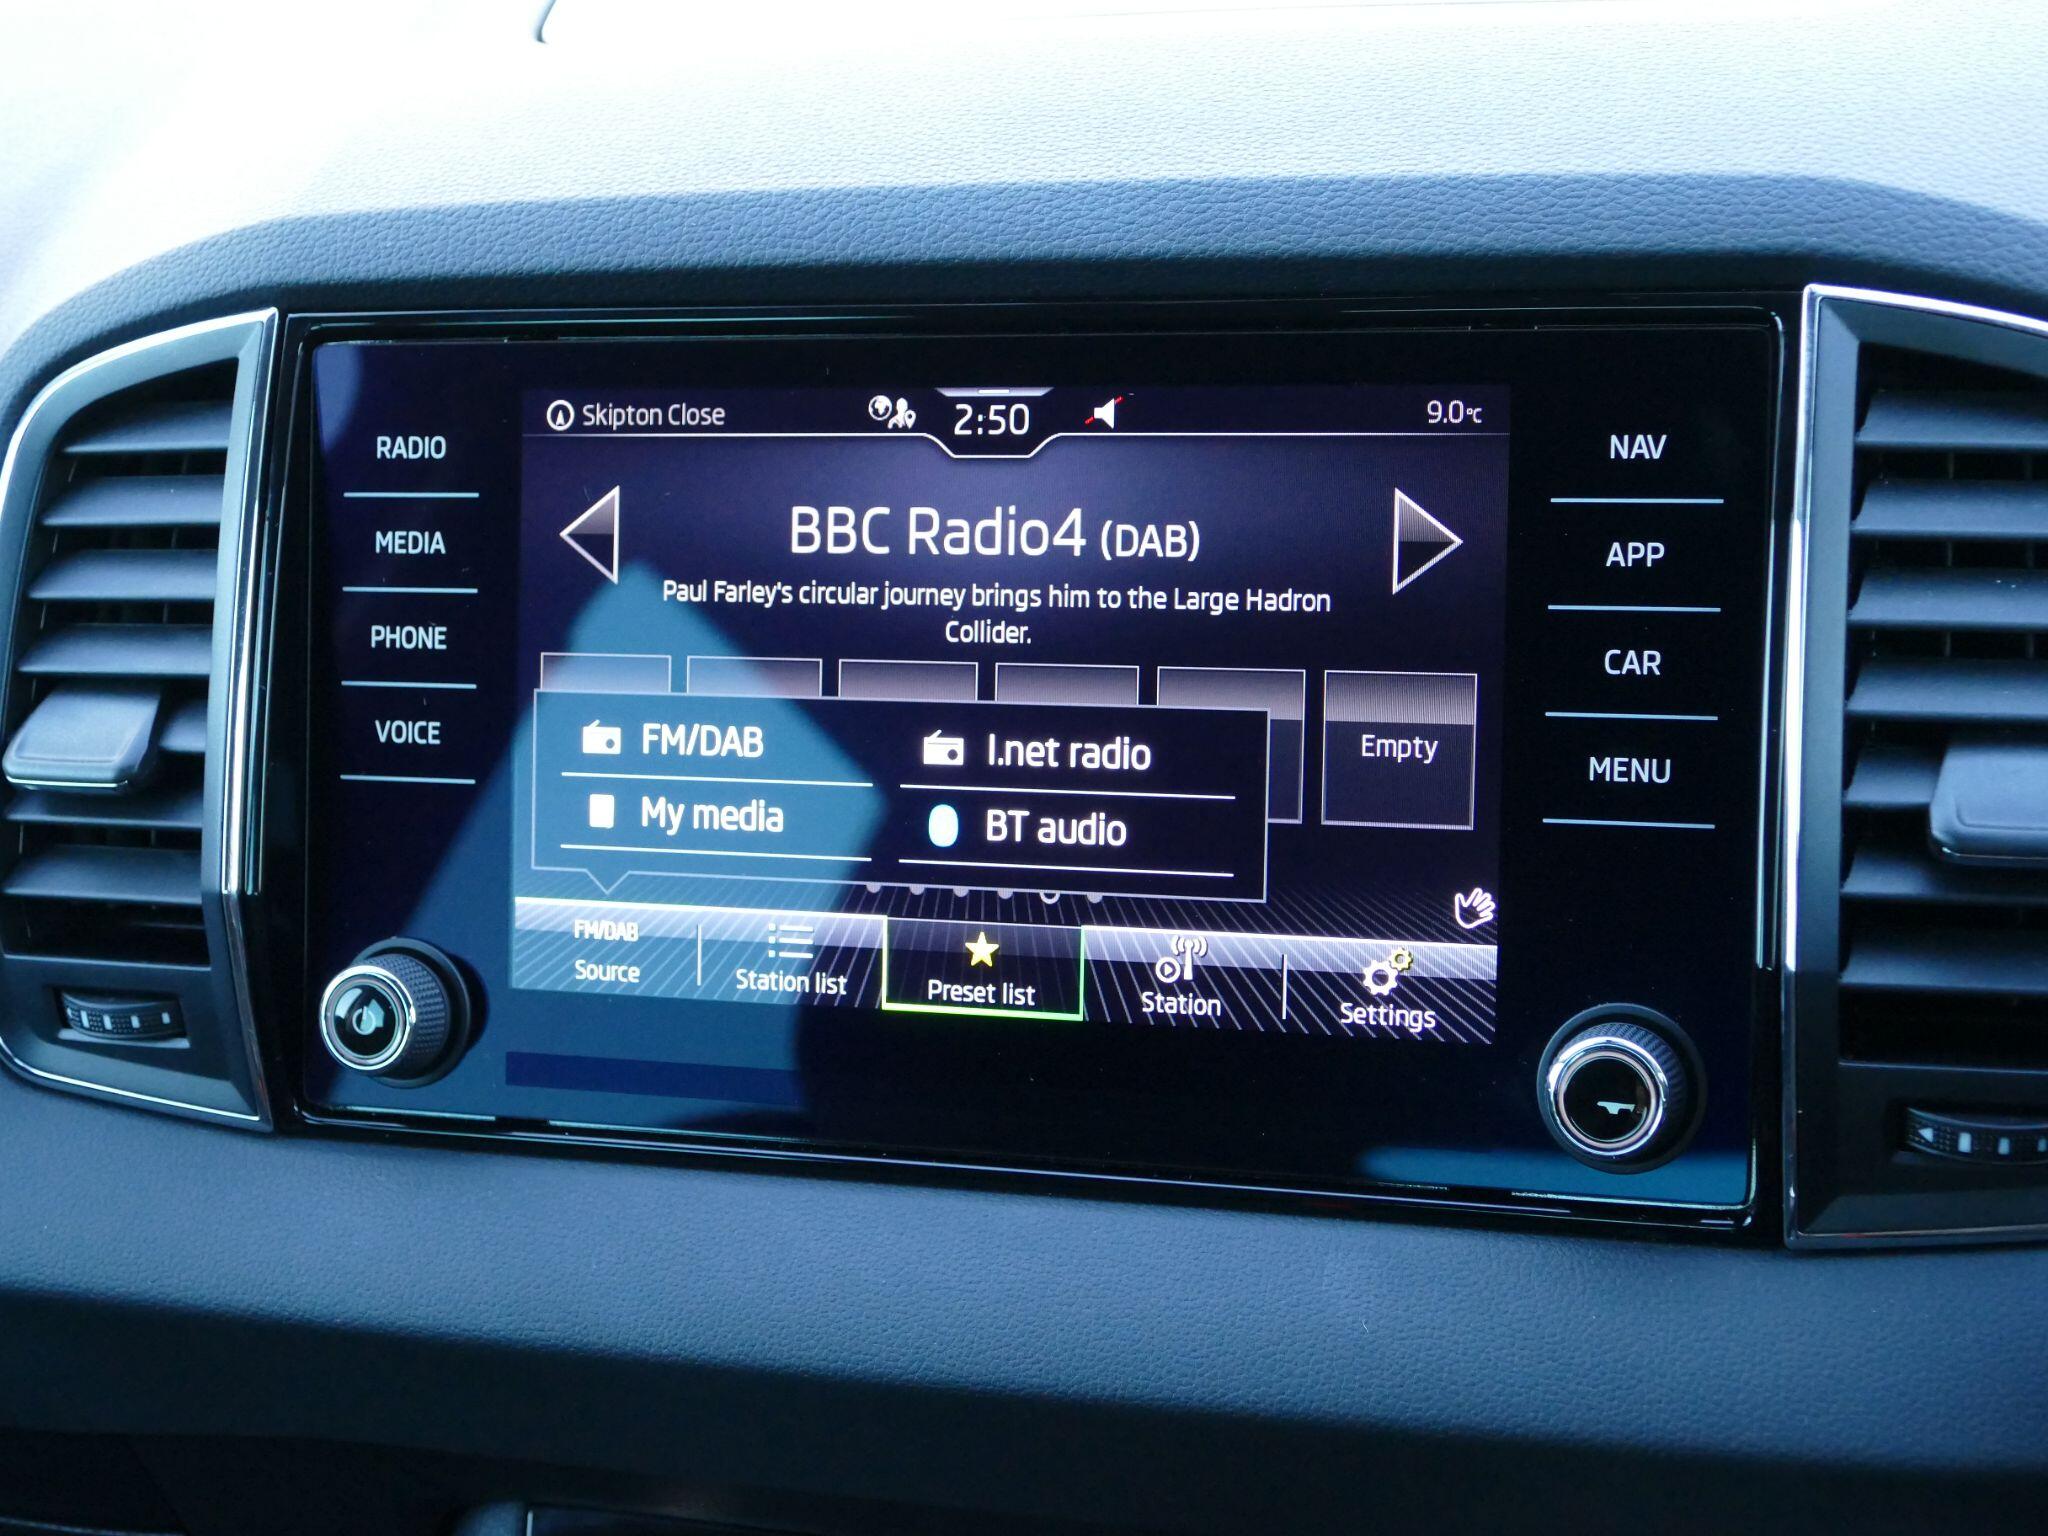 Skipton Close
2:50
9.0°C
RADIO
MEDIA
PHONE
VOICE
BBC Radio4 (DAB)
Paul Farley's circular journey brings him to the Large Hadron
Collider.
FM/DAB
I.net radio
My media
BT audio
Empty
FM/DAB
Source
Station list
Preset list
Station
Settings
NAV
APP
CAR
MENU